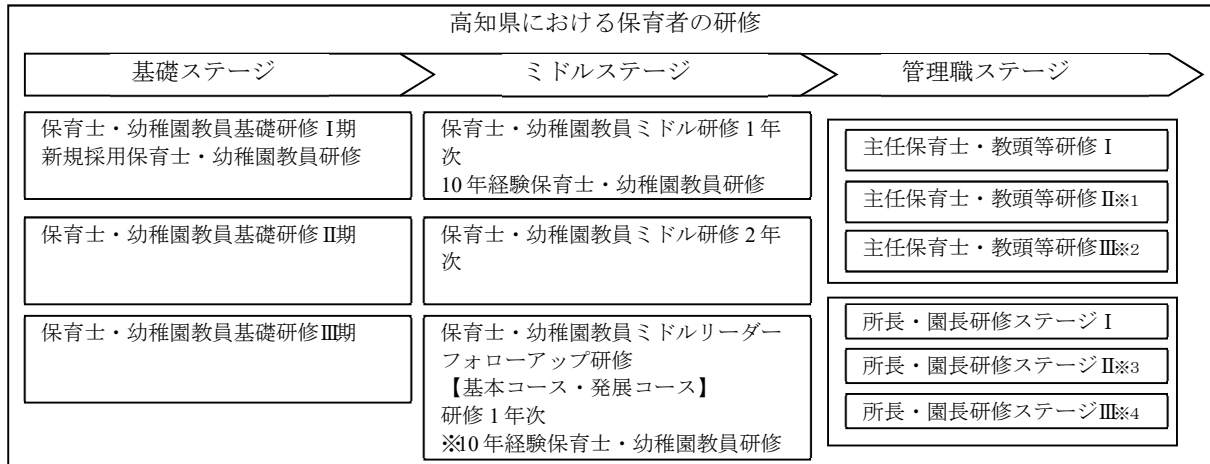 高知県における保育者の研修
基礎ステージ
ミドルステージ
管理職ステージ
保育士・幼稚園教員基礎研修Ⅰ期
新規採用保育士・幼稚園教員研修
保育士・幼稚園教員基礎研修Ⅱ期
保育士・幼稚園教員基礎研修Ⅲ期
保育士・幼稚園教員ミドル研修1年
次
10年経験保育士・幼稚園教員研修
保育士・幼稚園教員ミドル研修2年
次
保育士・幼稚園教員ミドルリーダー
フォローアップ研修
【基本コース・発展コース】
研修1年次
※10年経験保育士・幼稚園教員研修
主任保育士・教頭等研修Ⅰ
主任保育士・教頭等研修Ⅱ※1
主任保育士・教頭等研修Ⅲ※2
所長・園長研修ステージⅠ
所長・園長研修ステージⅡ※3
所長・園長研修ステージⅢ※4